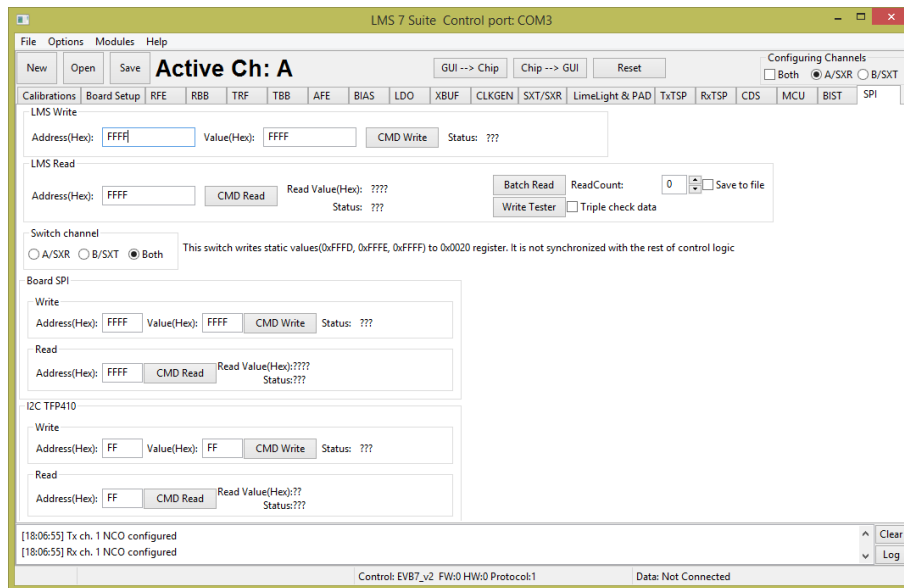 LMS 7 Suite Control port: COM3
File Options Modules Help
New Open Save Active Ch: A GUI --> Chip Chip --> GUI Reset Configuring Channels
Both A/SXR B/SXT
Calibrations Board Setup RFE RBB TRF TBB AFE BIAS LDO XBUF CLKGEN SXT/SXR LimeLight & PAD TxTSP RxTSP CDS MCU BIST SPI
LMS Write
Address(Hex): FFFF Value(Hex): FFFF CMD Write Status: ???
LMS Read
Address(Hex): FFFF CMD Read Read Value(Hex): ???? Batch Read ReadCount: 0 Save to file
Status: ??? Write Tester Triple check data
Switch channel
A/SXR B/SXT Both This switch writes static values(0xFFFD, 0xFFFE, 0xFFFF) to 0x0020 register. It is not synchronized with the rest of control logic
Board SPI
Write
Address(Hex): FFFF Value(Hex): FFFF CMD Write Status: ???
Read
Address(Hex): FFFF CMD Read Read Value(Hex):????
Status:???
I2C TFP410
Write
Address(Hex): FF Value(Hex): FF CMD Write Status: ???
Read
Address(Hex): FF CMD Read Read Value(Hex):??
Status:???
[18:06:55] Tx ch. 1 NCO configured Clear
[18:06:55] Rx ch. 1 NCO configured Log
Control: EVB7_v2 FW:0 HW:0 Protocol:1 Data: Not Connected